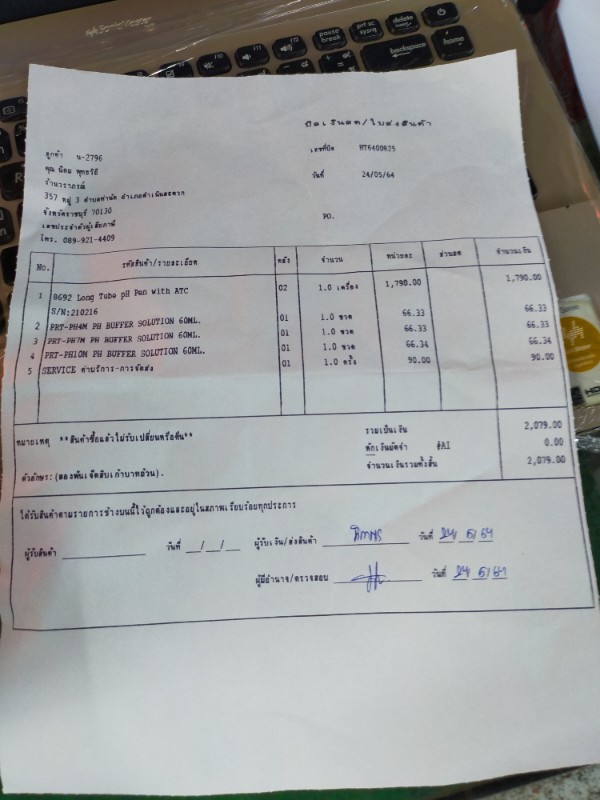 pause break
prt sc sysrq
delete
backspace
home
F10
F11
F12
บิลเงินสด/ใบส่งสินค้า
ลูกค้า น-2796
เลขที่บิล HT6400825
คุณ นิยม พุทธรัถี
ร้านวราภรณ์
วันที่ 24/05/64
357 หมู่ 3 ตำบลท่านัด อำเภอดำเนินสะดวก
จังหวัดราชบุรี 70130
PO.
เลขประจำตัวผู้เสียภาษี
โทร. 089-921-4409
No. รหัสสินค้า/รายละเอียด คลัง จำนวน หน่วยละ ส่วนลด จำนวนเงิน
1 8692 Long Tube pH Pen with ATC 02 1.0 เครื่อง 1,790.00 1,790.00
S/N:210216
2 PRT-PH4M PH BUFFER SOLUTION 60ML. 01 1.0 ขวด 66.33 66.33
3 PRT-PH7M PH BUFFER SOLUTION 60ML. 01 1.0 ขวด 66.33 66.33
4 PRT-PH10M PH BUFFER SOLUTION 60ML. 01 1.0 ขวด 66.34 66.34
5 SERVICE ค่าบริการ-การจัดส่ง 01 1.0 ครั้ง 90.00 90.00
รวมเป็นเงิน 2,079.00
หมายเหตุ **สินค้าซื้อแล้วไม่รับเปลี่ยนหรือคืน** หักเงินมัดจำ #AI 0.00
ตัวอักษร: (สองพันเจ็ดสิบเก้าบาทถ้วน). จำนวนเงินรวมทั้งสิ้น 2,079.00
ได้รับสินค้าตามรายการข้างบนนี้ไว้ถูกต้องและอยู่ในสภาพเรียบร้อยทุกประการ
ผู้รับสินค้า วันที่ __/__/__ ผู้รับเงิน/ส่งสินค้า วันที่ 24/5/64
ผู้มีอำนาจ/ตรวจสอบ วันที่ 24/5/64